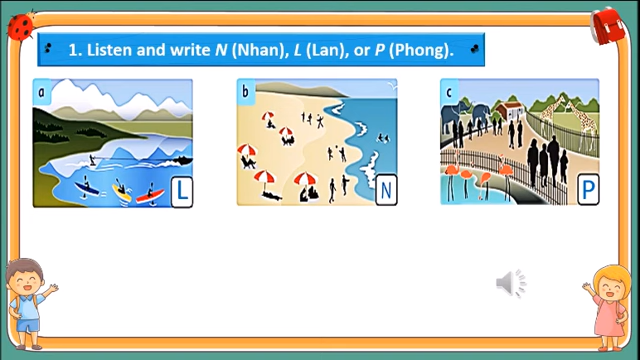 1. Listen and write N (Nhan), L (Lan), or P (Phong).
a
b
c
L
N
P